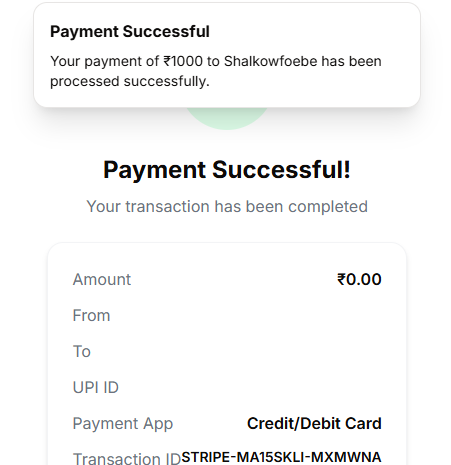 Payment Successful
Your payment of ₹1000 to Shalkowfoebe has been
processed successfully.
Payment Successful!
Your transaction has been completed
Amount ₹0.00
From
To
UPI ID
Payment App Credit/Debit Card
Transaction ID STRIPE-MA15SKLI-MXMWNA